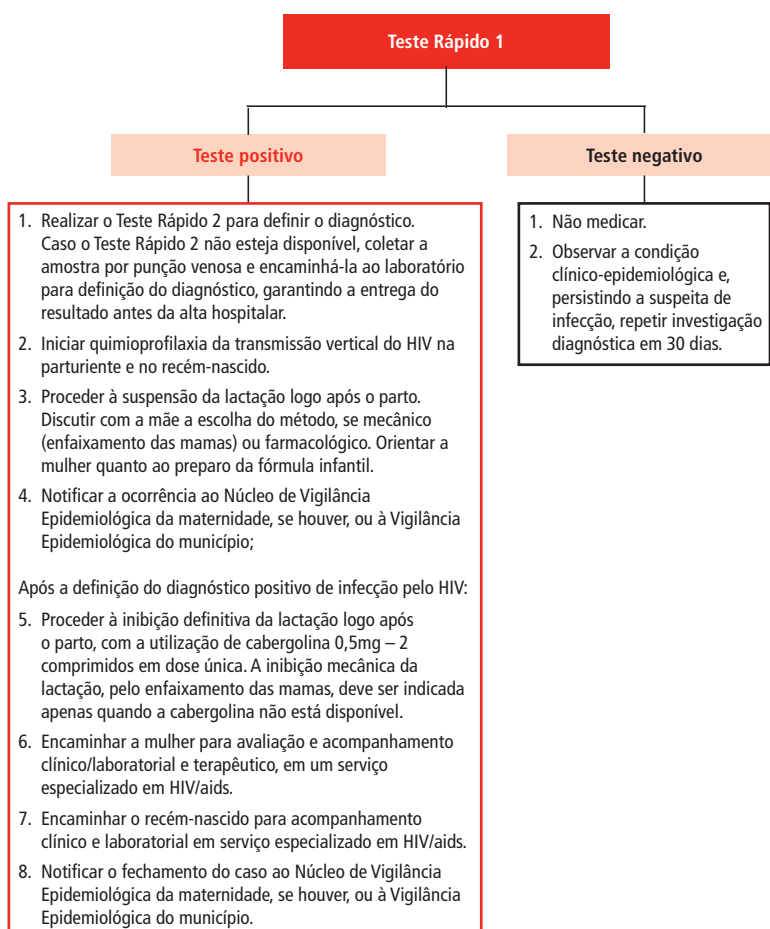 Teste Rápido 1
Teste positivo
Teste negativo
1. Realizar o Teste Rápido 2 para definir o diagnóstico.
Caso o Teste Rápido 2 não esteja disponível, coletar a
amostra por punção venosa e encaminhá-la ao laboratório
para definição do diagnóstico, garantindo a entrega do
resultado antes da alta hospitalar.
2. Iniciar quimioprofilaxia da transmissão vertical do HIV na
parturiente e no recém-nascido.
3. Proceder à suspensão da lactação logo após o parto.
Discutir com a mãe a escolha do método, se mecânico
(enfaixamento das mamas) ou farmacológico. Orientar a
mulher quanto ao preparo da fórmula infantil.
4. Notificar a ocorrência ao Núcleo de Vigilância
Epidemiológica da maternidade, se houver, ou à Vigilância
Epidemiológica do município;
Após a definição do diagnóstico positivo de infecção pelo HIV:
5. Proceder à inibição definitiva da lactação logo após
o parto, com a utilização de cabergolina 0,5mg – 2
comprimidos em dose única. A inibição mecânica da
lactação, pelo enfaixamento das mamas, deve ser indicada
apenas quando a cabergolina não está disponível.
6. Encaminhar a mulher para avaliação e acompanhamento
clínico/laboratorial e terapêutico, em um serviço
especializado em HIV/aids.
7. Encaminhar o recém-nascido para acompanhamento
clínico e laboratorial em serviço especializado em HIV/aids.
8. Notificar o fechamento do caso ao Núcleo de Vigilância
Epidemiológica da maternidade, se houver, ou à Vigilância
Epidemiológica do município.
1. Não medicar.
2. Observar a condição
clínico-epidemiológica e,
persistindo a suspeita de
infecção, repetir investigação
diagnóstica em 30 dias.